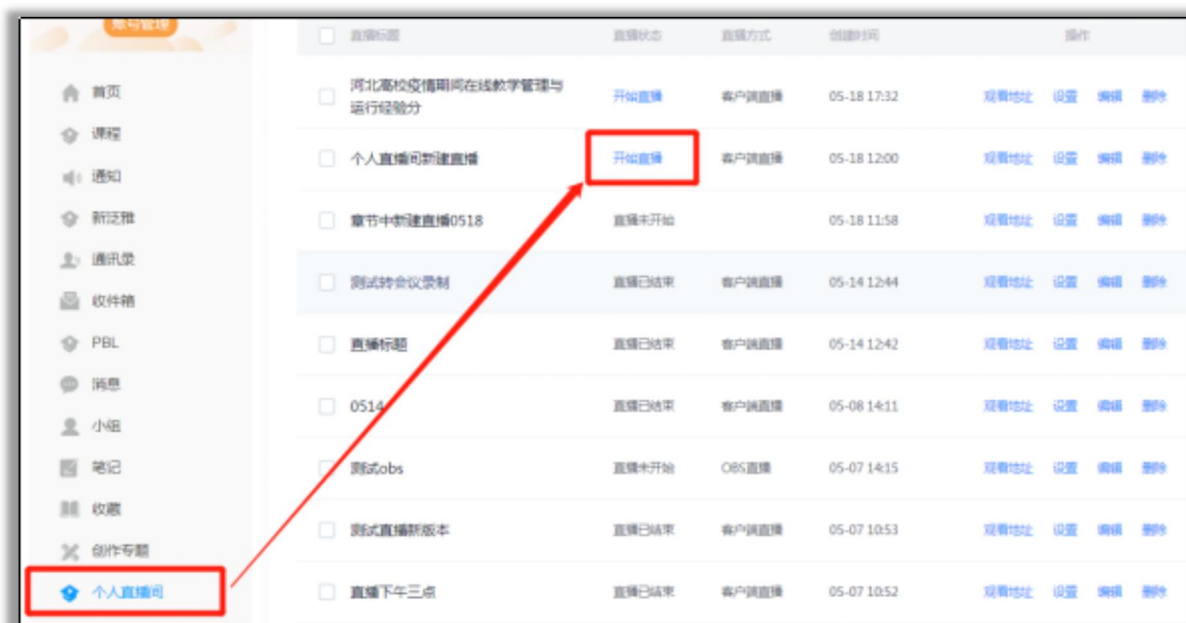 账号管理
直播标题 直播状态 直播方式 创建时间 操作
首页
课程
通知
新泛雅
通讯录
收件箱
PBL
消息
小组
笔记
收藏
创作专题
个人直播间
河北高校疫情期间在线教学管理与
运行经验分 开始直播 客户端直播 05-18 17:32 观看地址 设置 编辑 删除
个人直播间新建直播 开始直播 客户端直播 05-18 12:00 观看地址 设置 编辑 删除
章节中新建直播0518 直播未开始 05-18 11:58 观看地址 设置 编辑 删除
测试转会议录制 直播已结束 客户端直播 05-14 12:44 观看地址 设置 编辑 删除
直播标题 直播已结束 客户端直播 05-14 12:42 观看地址 设置 编辑 删除
0514 直播已结束 客户端直播 05-08 14:11 观看地址 设置 编辑 删除
测试obs 直播未开始 OBS直播 05-07 14:15 观看地址 设置 编辑 删除
测试直播新版本 直播已结束 客户端直播 05-07 10:53 观看地址 设置 编辑 删除
直播下午三点 直播已结束 客户端直播 05-07 10:52 观看地址 设置 编辑 删除